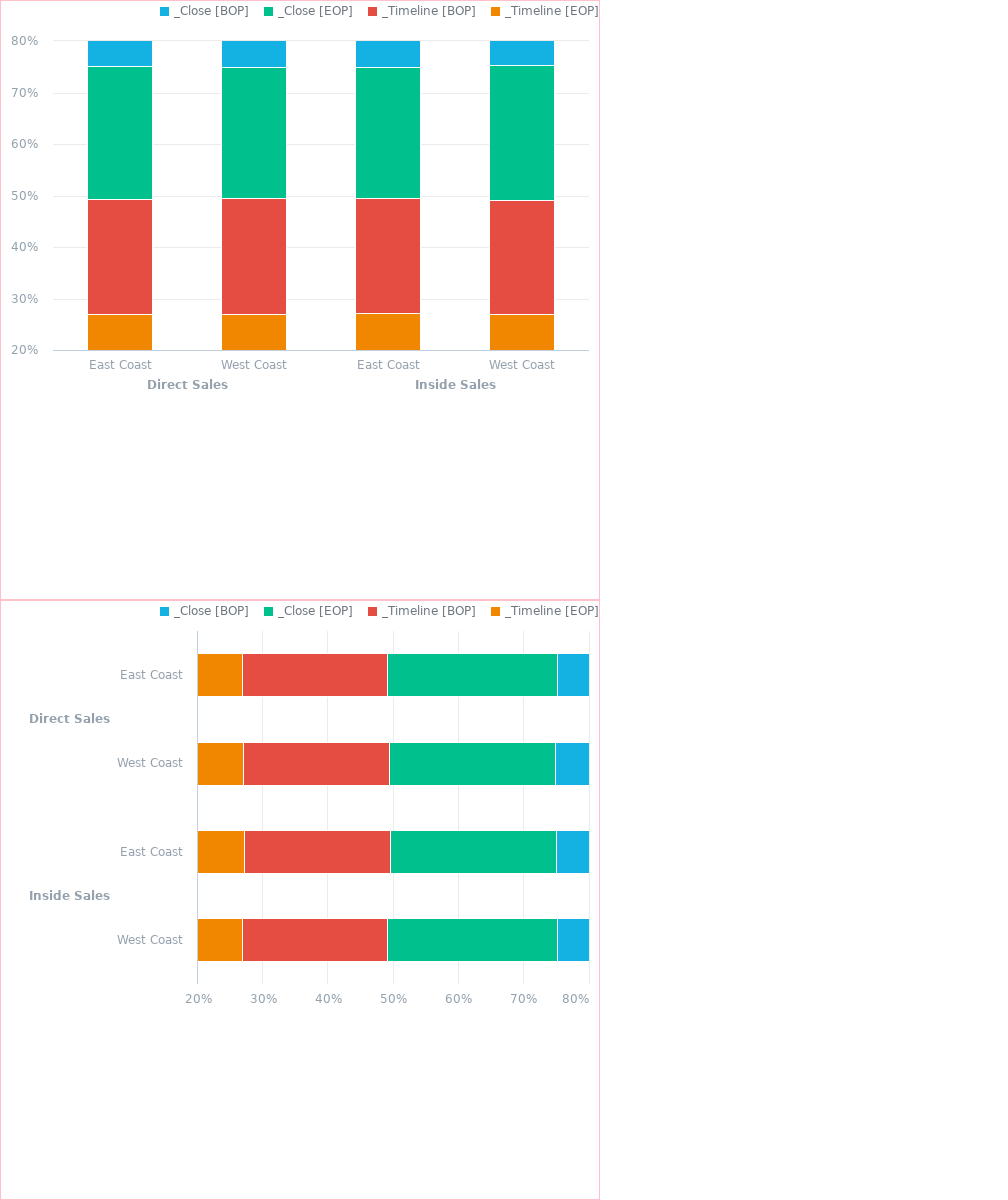 _Close [BOP] _Close [EOP] _Timeline [BOP] _Timeline [EOP]
80%
70%
60%
50%
40%
30%
20%
East Coast West Coast East Coast West Coast
Direct Sales Inside Sales
_Close [BOP] _Close [EOP] _Timeline [BOP] _Timeline [EOP]
East Coast
Direct Sales
West Coast
East Coast
Inside Sales
West Coast
20% 30% 40% 50% 60% 70% 80%